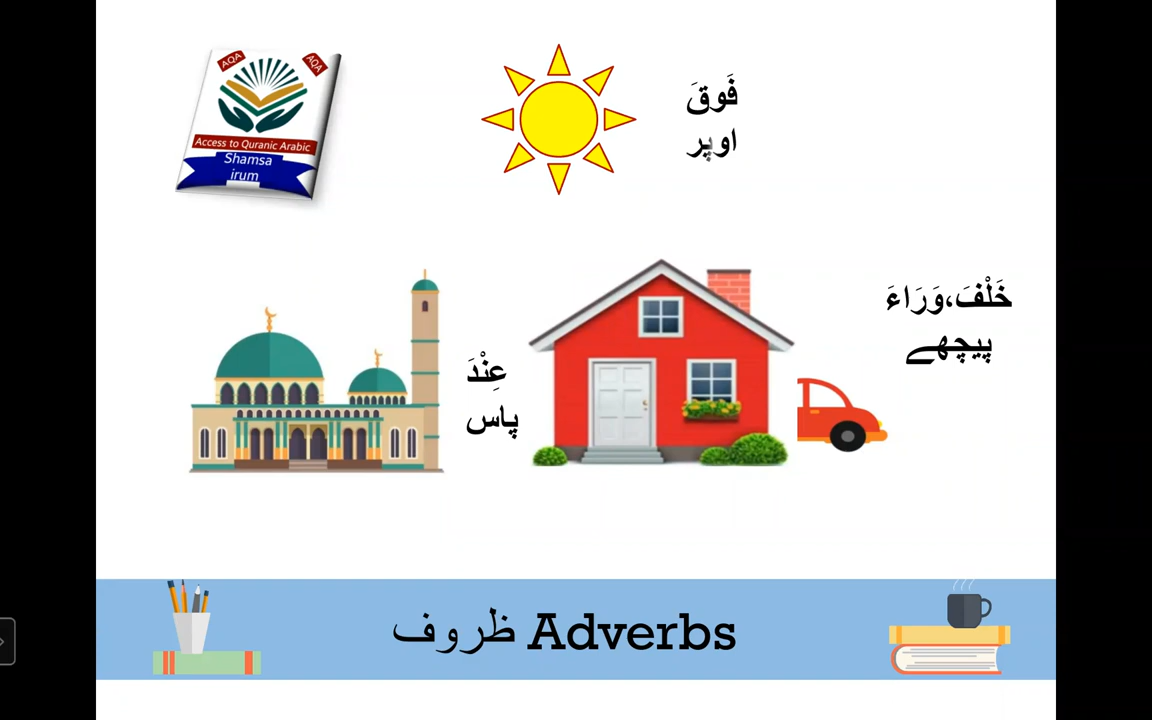 AQA
AQA
Access to Quranic Arabic
Shamsa
irum
فَوقَ
اوپر
خَلْفَ،وَرَاءَ
پیچھے
عِنْدَ
پاس
Adverbs ظروف